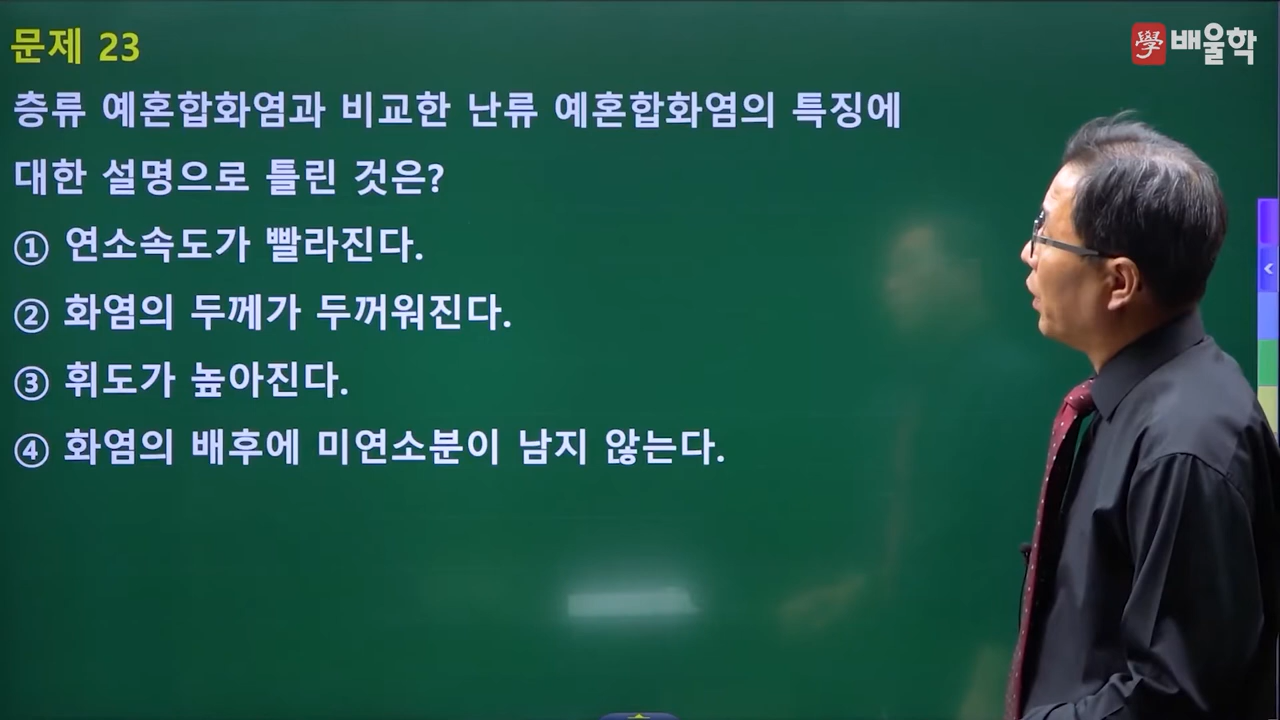 문제 23
學 배울학
층류 예혼합화염과 비교한 난류 예혼합화염의 특징에
대한 설명으로 틀린 것은?
① 연소속도가 빨라진다.
② 화염의 두께가 두꺼워진다.
③ 휘도가 높아진다.
④ 화염의 배후에 미연소분이 남지 않는다.